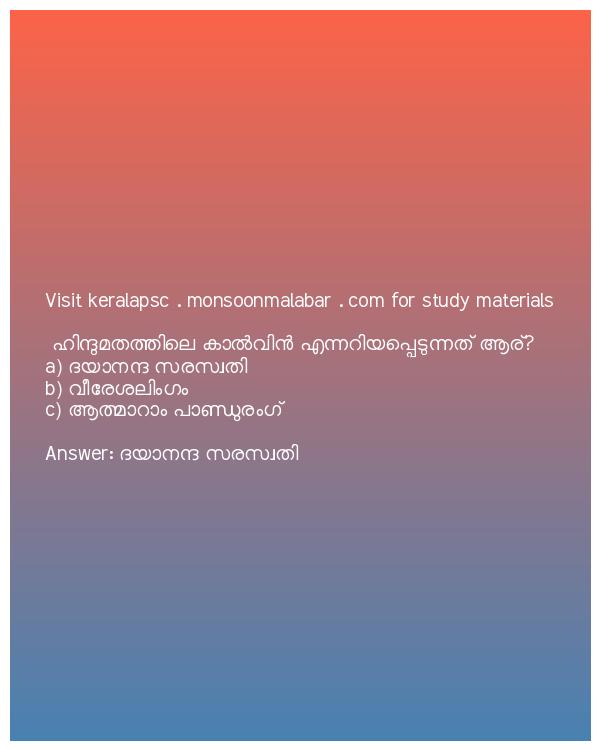 Visit keralapsc . monsoonmalabar . com for study materials
ഹിന്ദുമതത്തിലെ കാൽവിൻ എന്നറിയപ്പെടുന്നത് ആര്?
a) ദയാനന്ദ സരസ്വതി
b) വീരേശലിംഗം
c) ആത്മാറാം പാണ്ഡുരംഗ്
Answer: ദയാനന്ദ സരസ്വതി